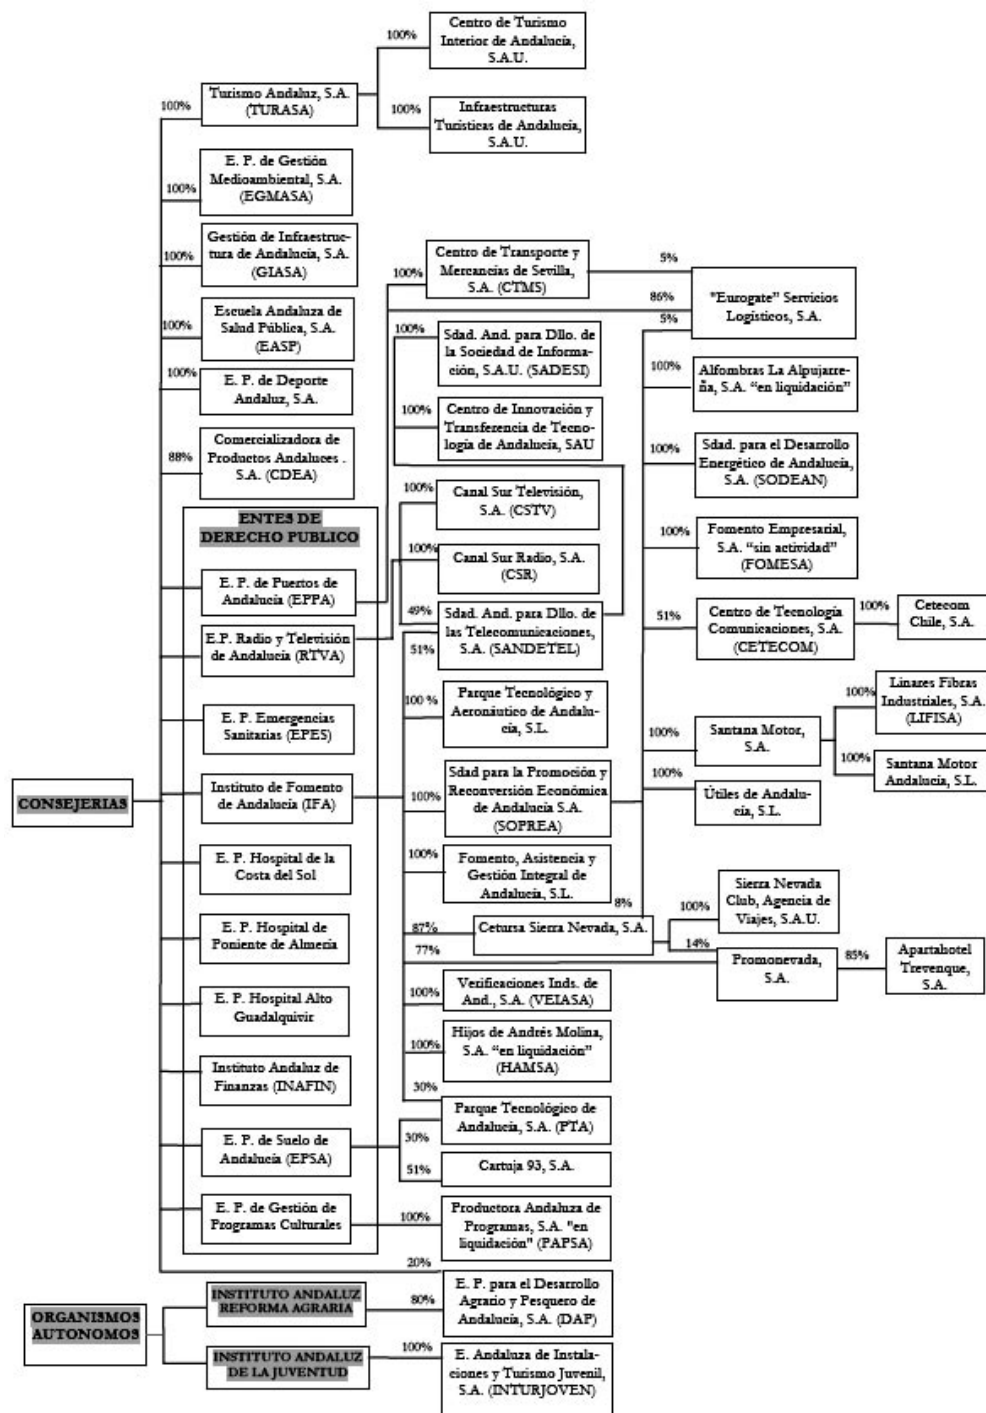 100%
Centro de Turismo
Interior de Andalucía,
S.A.U.
100%
Turismo Andaluz, S.A.
(TURASA)
100%
Infraestructuras
Turísticas de Andalucía,
S.A.U.
100%
E. P. de Gestión
Medioambiental, S.A.
(EGMASA)
100%
Gestión de Infraestruc-
tura de Andalucía, S.A.
(GIASA)
100%
Escuela Andaluza de
Salud Pública, S.A.
(EASP)
100%
E. P. de Deporte
Andaluz, S.A.
88%
Comercializadora de
Productos Andaluces .
S.A. (CDEA)
ENTES DE
DERECHO PUBLICO
E. P. de Puertos de
Andalucía (EPPA)
E.P. Radio y Televisión
de Andalucía (RTVA)
E. P. Emergencias
Sanitarias (EPES)
CONSEJERIAS
Instituto de Fomento
de Andalucía (IFA)
E. P. Hospital de la
Costa del Sol
E. P. Hospital de
Poniente de Almería
E. P. Hospital Alto
Guadalquivir
Instituto Andaluz de
Finanzas (INAFIN)
E. P. de Suelo de
Andalucía (EPSA)
E. P. de Gestión de
Programas Culturales
100%
Centro de Transporte y
Mercancías de Sevilla,
S.A. (CTMS)
100%
Sdad. And. para Dllo. de
la Sociedad de Informa-
ción, S.A.U. (SADESI)
100%
Centro de Innovación y
Transferencia de Tecno-
logía de Andalucía, SAU
100%
Canal Sur Televisión,
S.A. (CSTV)
100%
Canal Sur Radio, S.A.
(CSR)
49%
51%
Sdad. And. para Dllo. de
las Telecomunicaciones,
S.A. (SANDETEL)
100 %
Parque Tecnológico y
Aeronáutico de Andalu-
cía, S.L.
100%
Sdad para la Promoción y
Reconversión Económica
de Andalucía S.A.
(SOPREA)
100%
Fomento, Asistencia y
Gestión Integral de
Andalucía, S.L.
8%
87%
Cetursa Sierra Nevada, S.A.
77%
100%
Verificaciones Inds. de
And., S.A. (VEIASA)
100%
Hijos de Andrés Molina,
S.A. “en liquidación”
(HAMSA)
30%
Parque Tecnológico de
Andalucía, S.A. (PTA)
30%
51%
Cartuja 93, S.A.
100%
Productora Andaluza de
Programas, S.A. "en
liquidación" (PAPSA)
5%
86%
5%
"Eurogate” Servicios
Logísticos, S.A.
100%
Alfombras La Alpujarre-
ña, S.A. “en liquidación”
100%
Sdad. para el Desarrollo
Energético de Andalucía,
S.A. (SODEAN)
100%
Fomento Empresarial,
S.A. “sin actividad”
(FOMESA)
51%
Centro de Tecnología
Comunicaciones, S.A.
(CETECOM)
100%
Cetecom
Chile, S.A.
100%
Santana Motor,
S.A.
100%
Linares Fibras
Industriales, S.A.
(LIFISA)
100%
Santana Motor
Andalucía, S.L.
100%
Útiles de Andalu-
cía, S.L.
100%
Sierra Nevada
Club, Agencia de
Viajes, S.A.U.
14%
Promonevada,
S.A.
85%
Apartahotel
Trevenque,
S.A.
20%
ORGANISMOS
AUTONOMOS
INSTITUTO ANDALUZ
REFORMA AGRARIA
80%
E. P. para el Desarrollo
Agrario y Pesquero de
Andalucía, S.A. (DAP)
INSTITUTO ANDALUZ
DE LA JUVENTUD
100%
E. Andaluza de Instala-
ciones y Turismo Juvenil,
S.A. (INTURJOVEN)